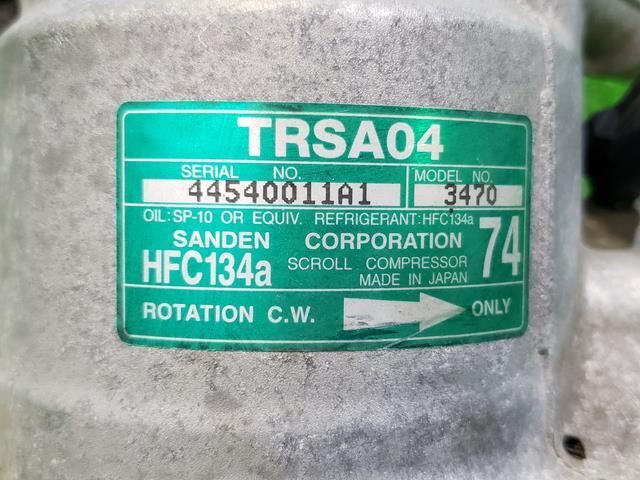 TRSA04
SERIAL NO. MODEL NO.
44540011A1 3470
OIL:SP-10 OR EQUIV. REFRIGERANT:HFC134a
SANDEN CORPORATION 74
HFC134a SCROLL COMPRESSOR
MADE IN JAPAN
ROTATION C.W. ONLY